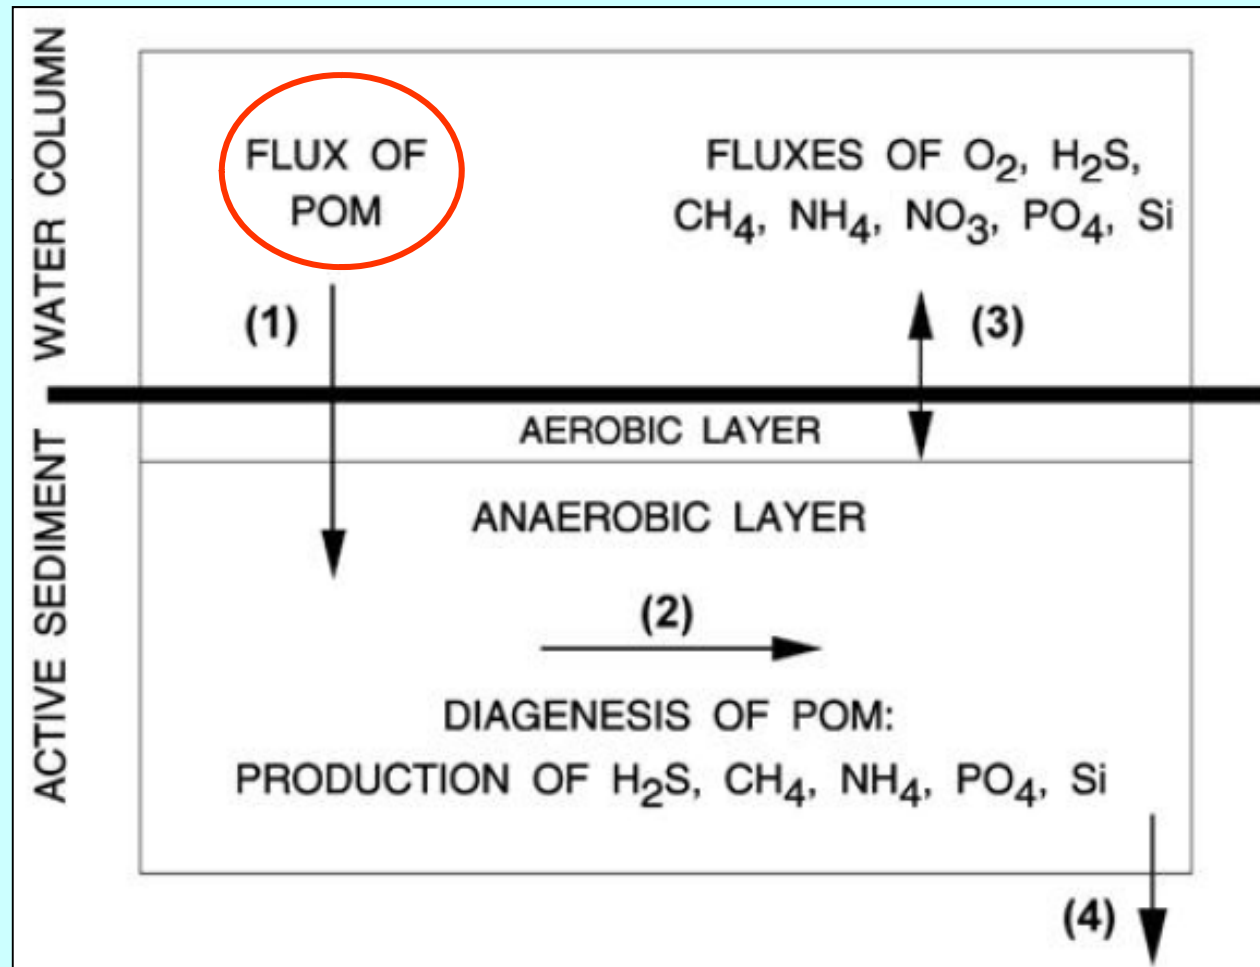 WATER COLUMN
FLUX OF
POM
FLUXES OF O₂, H₂S,
CH₄, NH₄, NO₃, PO₄, Si
(1)
(3)
ACTIVE SEDIMENT
AEROBIC LAYER
ANAEROBIC LAYER
(2)
DIAGENESIS OF POM:
PRODUCTION OF H₂S, CH₄, NH₄, PO₄, Si
(4)